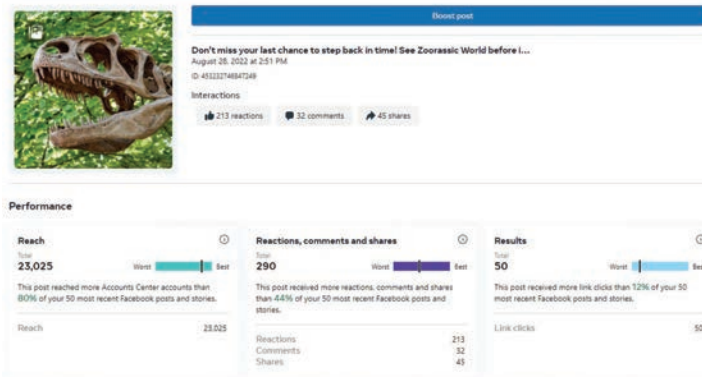 Boost post
Don't miss your last chance to step back in time! See Zoorassic World before i...
August 28, 2022 at 2:51 PM
Interactions
213 reactions
32 comments
45 shares
Performance
Reach
Total
23,025
Worst
Best
This post reached more Accounts Center accounts than
80% of your 50 most recent Facebook posts and stories.
Reach 23,025
Reactions, comments and shares
Total
290
Worst
Best
This post received more reactions, comments and shares
than 44% of your 50 most recent Facebook posts and
stories.
Reactions 213
Comments 32
Shares 45
Results
Total
50
Worst
Best
This post received more link clicks than 12% of your 50
most recent Facebook posts and stories.
Link clicks 50